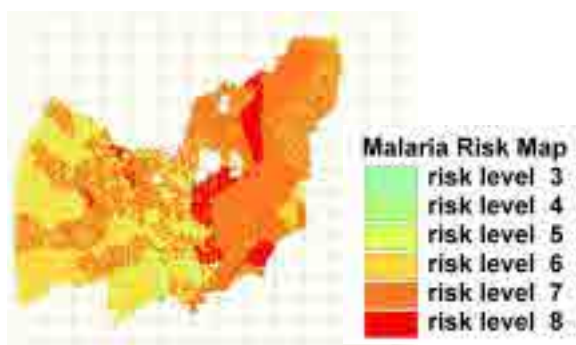 Malaria Risk Map
risk level 3
risk level 4
risk level 5
risk level 6
risk level 7
risk level 8